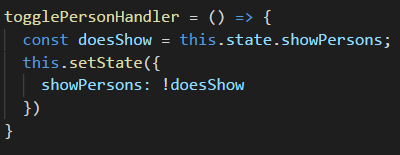 togglePersonHandler = () => {
  const doesShow = this.state.showPersons;
  this.setState({
    showPersons: !doesShow
  })
}